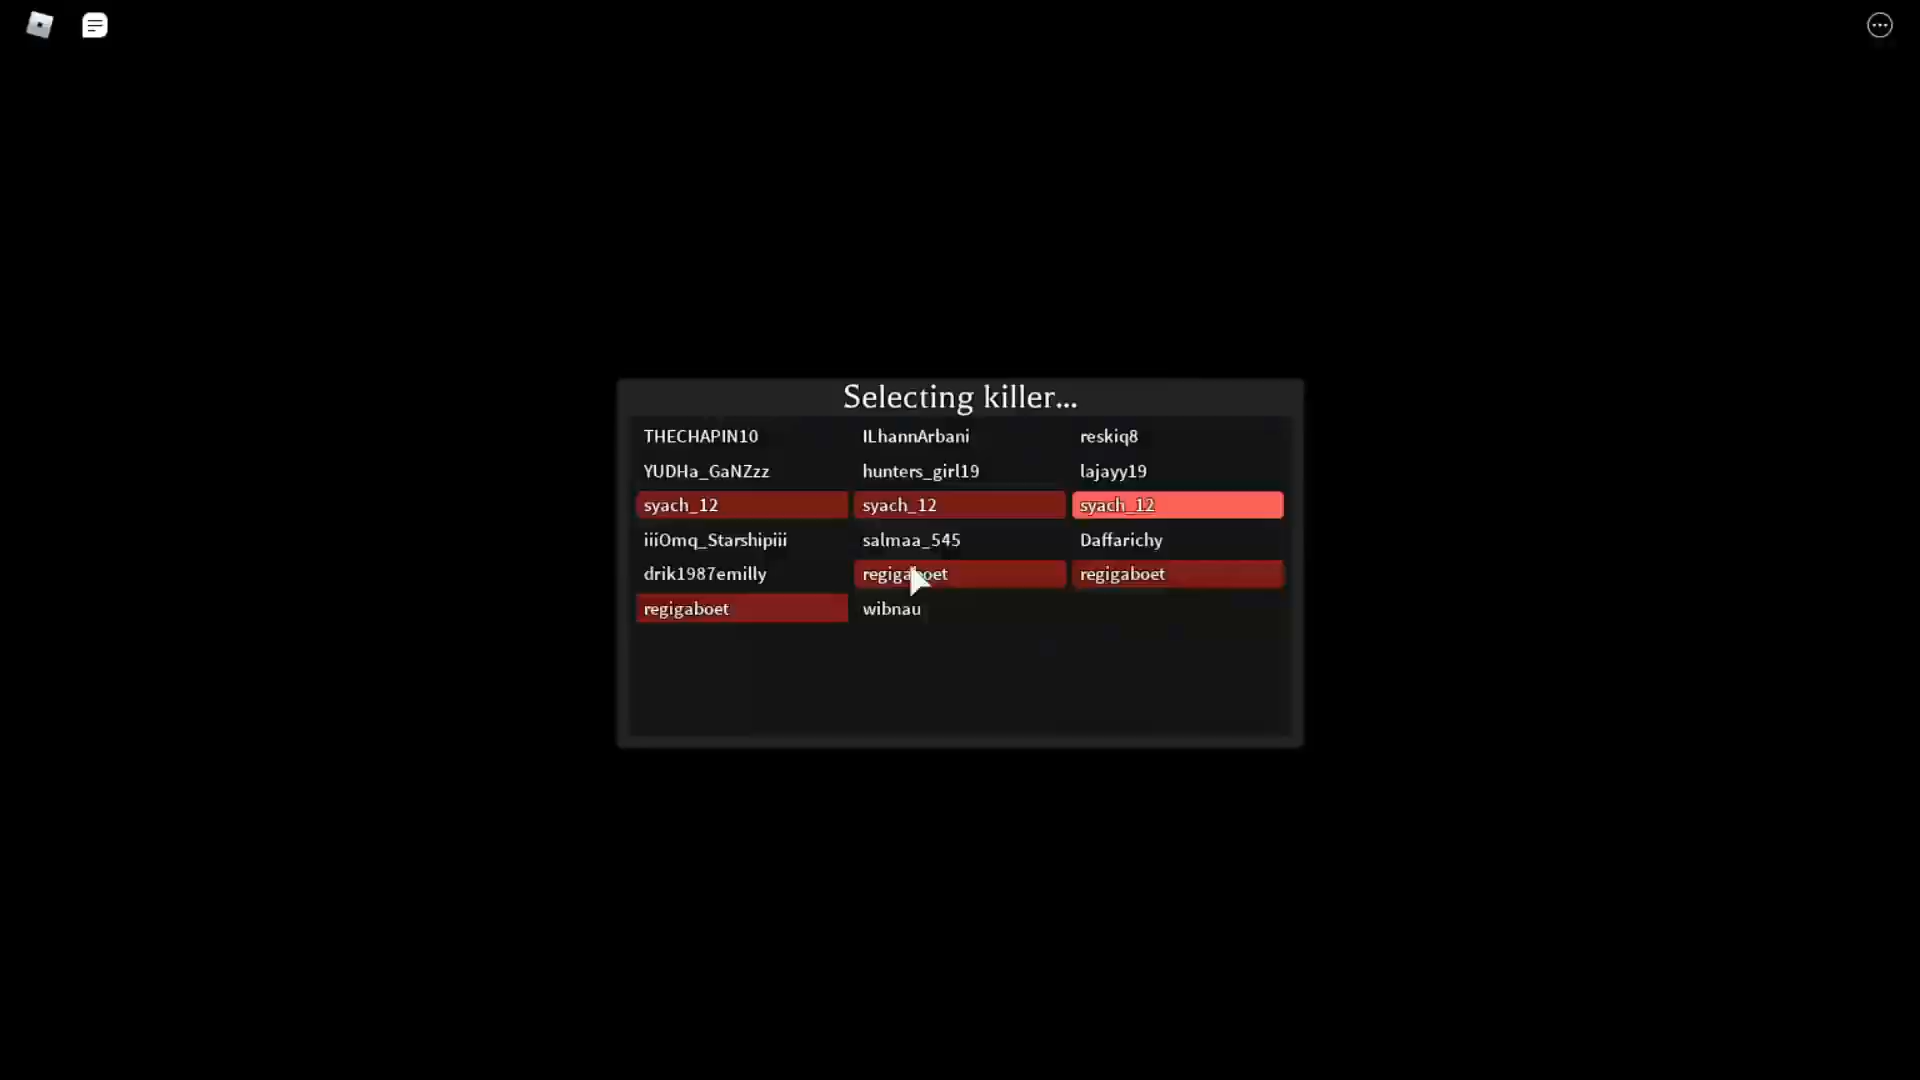 Selecting killer...
THECHAPIN10 ILhannArbani reskiq8
YUDHa_GaNZzz hunters_girl19 lajayy19
syach_12 syach_12 syach_12
iiiOmq_Starshipiii salmaa_545 Daffarichy
drik1987emilly regigaboet regigaboet
regigaboet wibnau